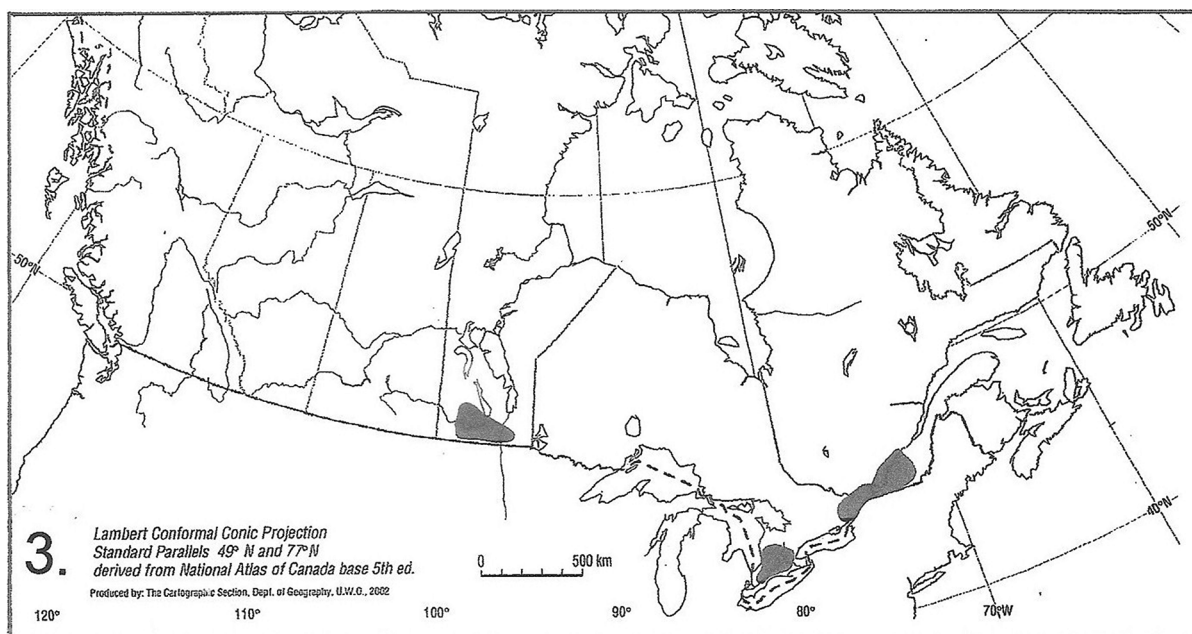 50°N
50°N
40°N
3.
Lambert Conformal Conic Projection
Standard Parallels 49° N and 77°N
derived from National Atlas of Canada base 5th ed.
Produced by: The Cartographic Section, Dept. of Geography, U.W.O., 2002
0 500 km
120° 110° 100° 90° 80° 70°W